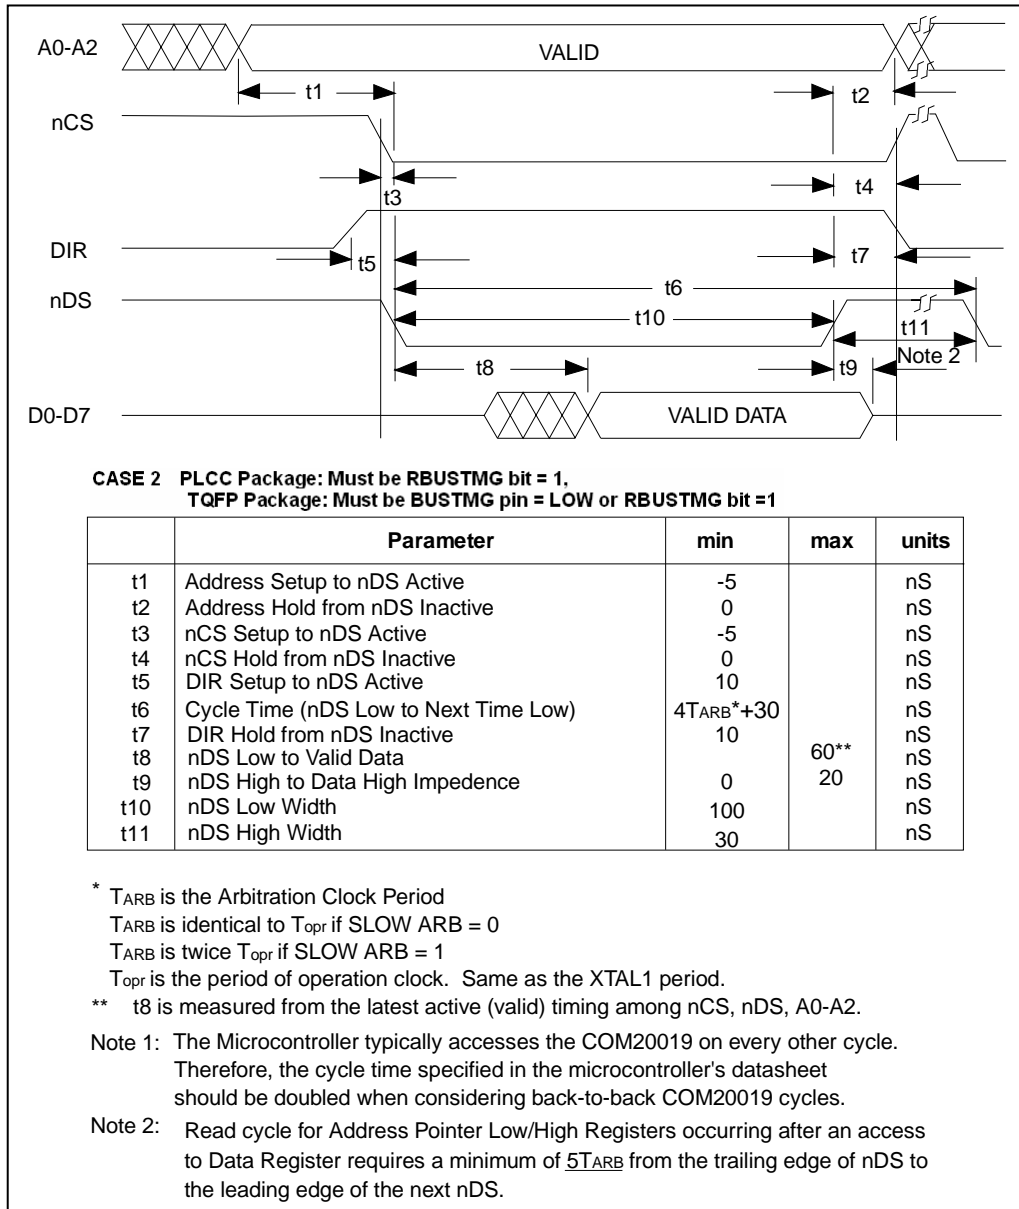 A0-A2
VALID
t1
t2
nCS
t3
t4
DIR
t5
t7
t6
nDS
t10
t11
Note 2
t8
t9
D0-D7
VALID DATA
CASE 2 PLCC Package: Must be RBUSTMG bit = 1,
TQFP Package: Must be BUSTMG pin = LOW or RBUSTMG bit =1
Parameter min max units
t1 Address Setup to nDS Active -5 nS
t2 Address Hold from nDS Inactive 0 nS
t3 nCS Setup to nDS Active -5 nS
t4 nCS Hold from nDS Inactive 0 nS
t5 DIR Setup to nDS Active 10 nS
t6 Cycle Time (nDS Low to Next Time Low) 4TARB*+30 nS
t7 DIR Hold from nDS Inactive 10 nS
t8 nDS Low to Valid Data 60** nS
t9 nDS High to Data High Impedence 0 20 nS
t10 nDS Low Width 100 nS
t11 nDS High Width 30 nS
* TARB is the Arbitration Clock Period
TARB is identical to Topr if SLOW ARB = 0
TARB is twice Topr if SLOW ARB = 1
Topr is the period of operation clock. Same as the XTAL1 period.
** t8 is measured from the latest active (valid) timing among nCS, nDS, A0-A2.
Note 1: The Microcontroller typically accesses the COM20019 on every other cycle.
Therefore, the cycle time specified in the microcontroller's datasheet
should be doubled when considering back-to-back COM20019 cycles.
Note 2: Read cycle for Address Pointer Low/High Registers occurring after an access
to Data Register requires a minimum of 5TARB from the trailing edge of nDS to
the leading edge of the next nDS.